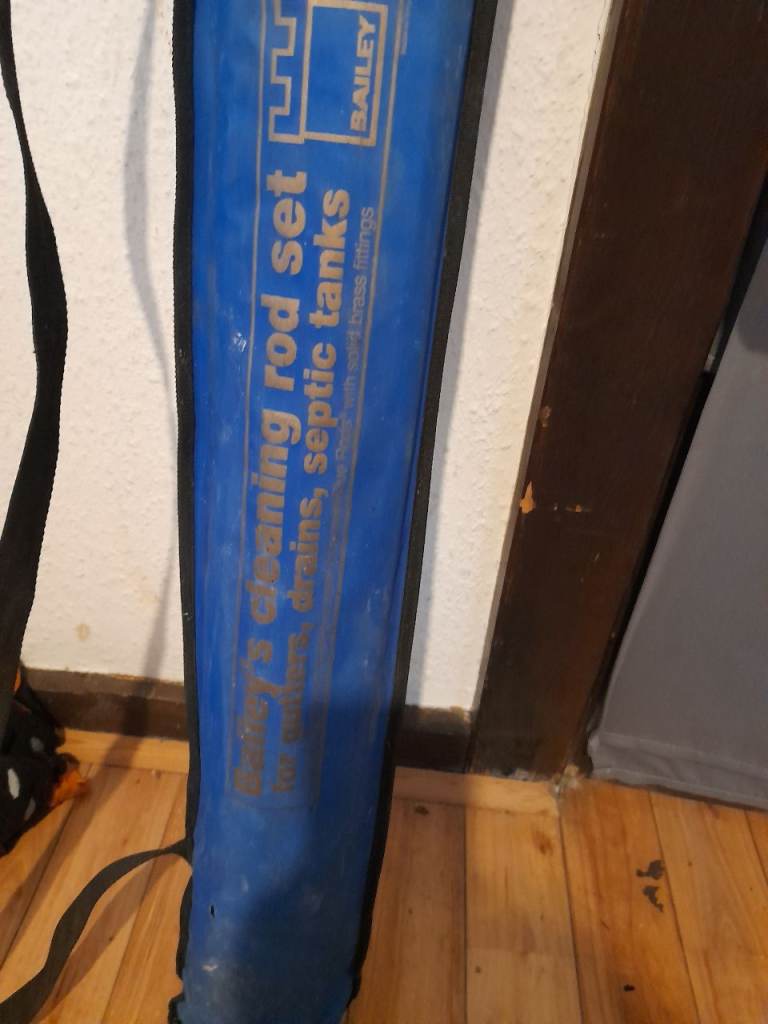 BAILEY
Bailey's cleaning rod set
for gutters, drains, septic tanks
with solid brass fittings